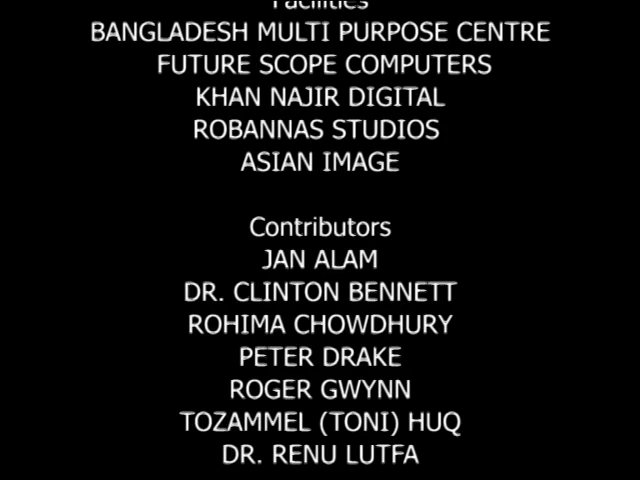 Facilities
BANGLADESH MULTI PURPOSE CENTRE
FUTURE SCOPE COMPUTERS
KHAN NAJIR DIGITAL
ROBANNAS STUDIOS
ASIAN IMAGE
Contributors
JAN ALAM
DR. CLINTON BENNETT
ROHIMA CHOWDHURY
PETER DRAKE
ROGER GWYNN
TOZAMMEL (TONI) HUQ
DR. RENU LUTFA